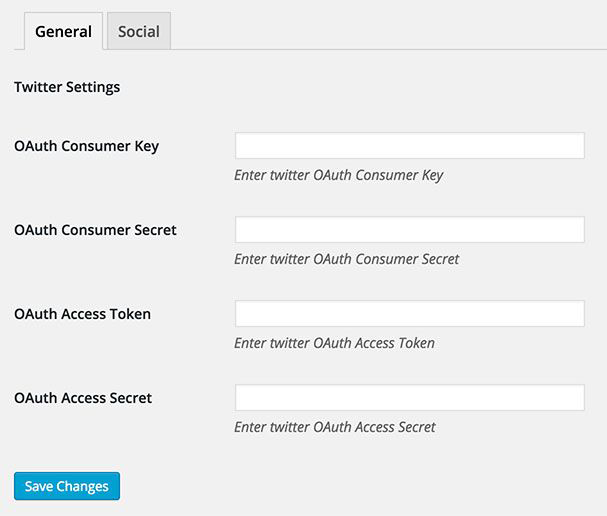 General Social
Twitter Settings
OAuth Consumer Key
Enter twitter OAuth Consumer Key
OAuth Consumer Secret
Enter twitter OAuth Consumer Secret
OAuth Access Token
Enter twitter OAuth Access Token
OAuth Access Secret
Enter twitter OAuth Access Secret
Save Changes